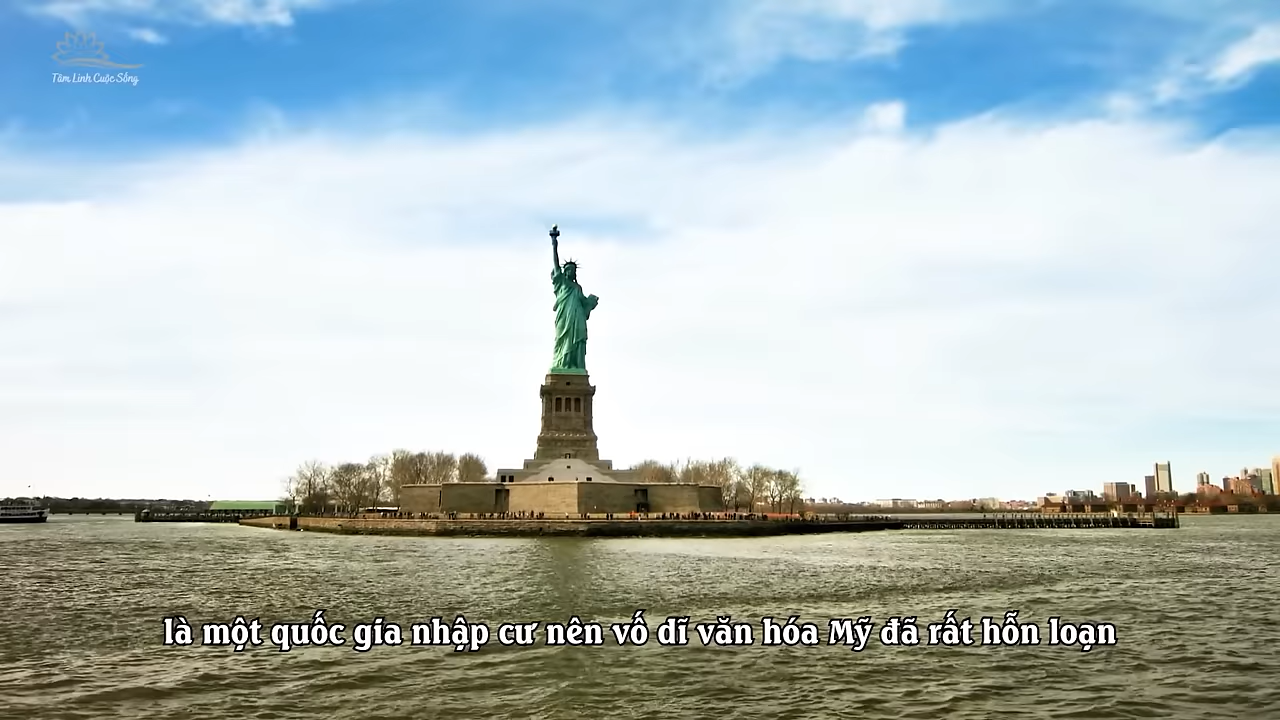 Tâm Linh Cuộc Sống
là một quốc gía nhập cư nên vố dĩ văn hóa Mỹ đã rất hỗn loạn